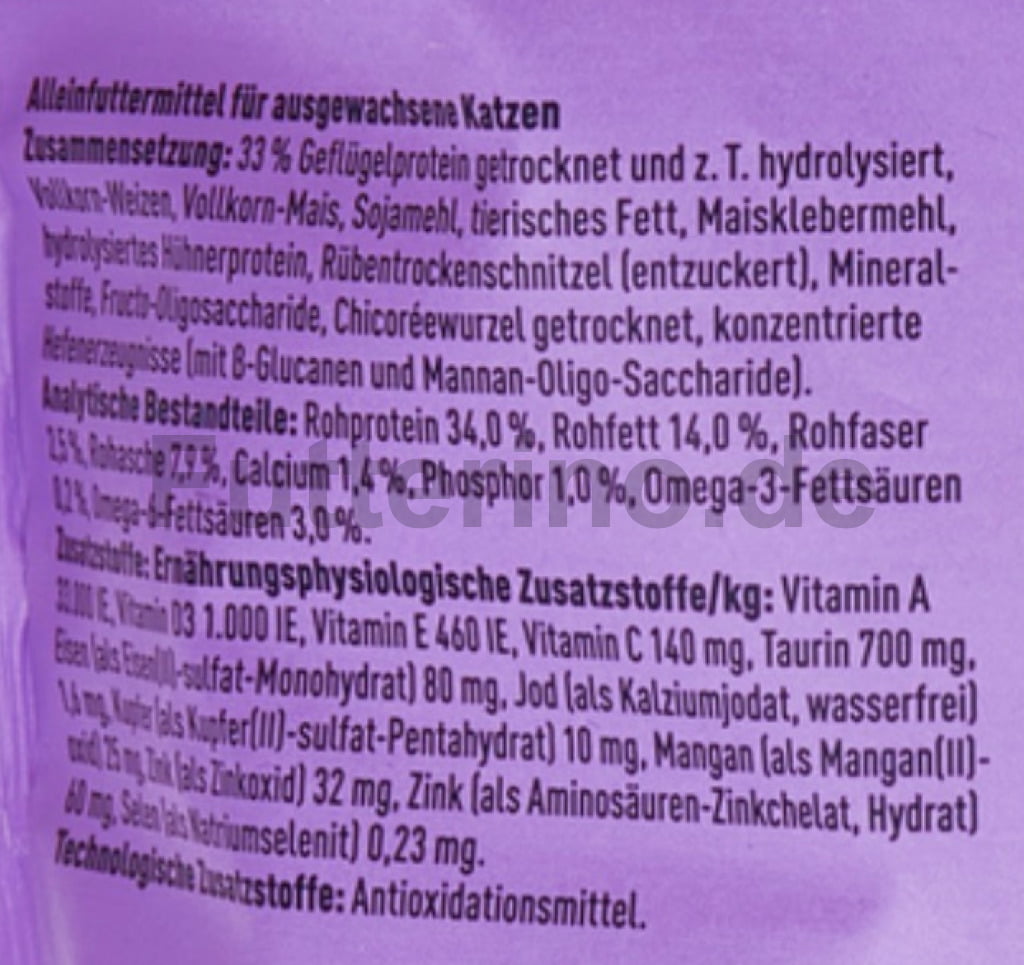 Alleinfuttermittel für ausgewachsene Katzen
Zusammensetzung: 33 % Geflügelprotein getrocknet und z. T. hydrolysiert,
Vollkorn-Weizen, Vollkorn-Mais, Sojamehl, tierisches Fett, Maisklebermehl,
hydrolysiertes Hühnerprotein, Rübentrockenschnitzel (entzuckert), Mineral-
stoffe, Fructo-Oligosaccharide, Chicoréewurzel getrocknet, konzentrierte
Hefenerzeugnisse (mit ß-Glucanen und Mannan-Oligo-Saccharide).
Analytische Bestandteile: Rohprotein 34,0 %, Rohfett 14,0 %, Rohfaser
Rohasche 7,9 %, Calcium 1,4 %, Phosphor 1,0 %, Omega-3-Fettsäuren
Omega-6-Fettsäuren 3,0 %.
Futterino.de
Zusatzstoffe: Ernährungsphysiologische Zusatzstoffe/kg: Vitamin A
IE, Vitamin D3 1.000 IE, Vitamin E 460 IE, Vitamin C 140 mg, Taurin 700 mg,
Eisen (als Eisen(II)-sulfat-Monohydrat) 80 mg, Jod (als Kalziumjodat, wasserfrei)
1,6 mg, Kupfer (als Kupfer(II)-sulfat-Pentahydrat) 10 mg, Mangan (als Mangan(II)-
oxid) 25 mg, Zink (als Zinkoxid) 32 mg, Zink (als Aminosäuren-Zinkchelat, Hydrat)
60 mg, Selen (als Natriumselenit) 0,23 mg.
Technologische Zusatzstoffe: Antioxidationsmittel.